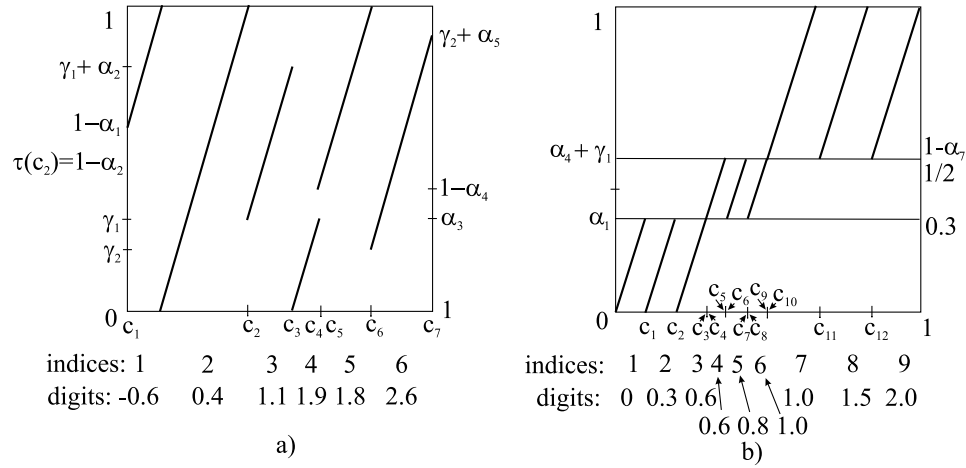 1
γ₁+ α₂
1−α₁
τ(c₂)=1−α₂
γ₁
γ₂
0
γ₂+ α₅
1−α₄
α₃
1
c₁ c₂ c₃ c₄ c₅ c₆ c₇
indices: 1 2 3 4 5 6
digits: -0.6 0.4 1.1 1.9 1.8 2.6
a)
1
α₄ + γ₁
α₁
0
1-α₇
1/2
0.3
1
c₅ c₆ c₉ c₁₀
c₁ c₂ c₃ c₄ c₇ c₈ c₁₁ c₁₂
indices: 1 2 3 4 5 6 7 8 9
digits: 0 0.3 0.6 1.0 1.5 2.0
0.6 0.8 1.0
b)